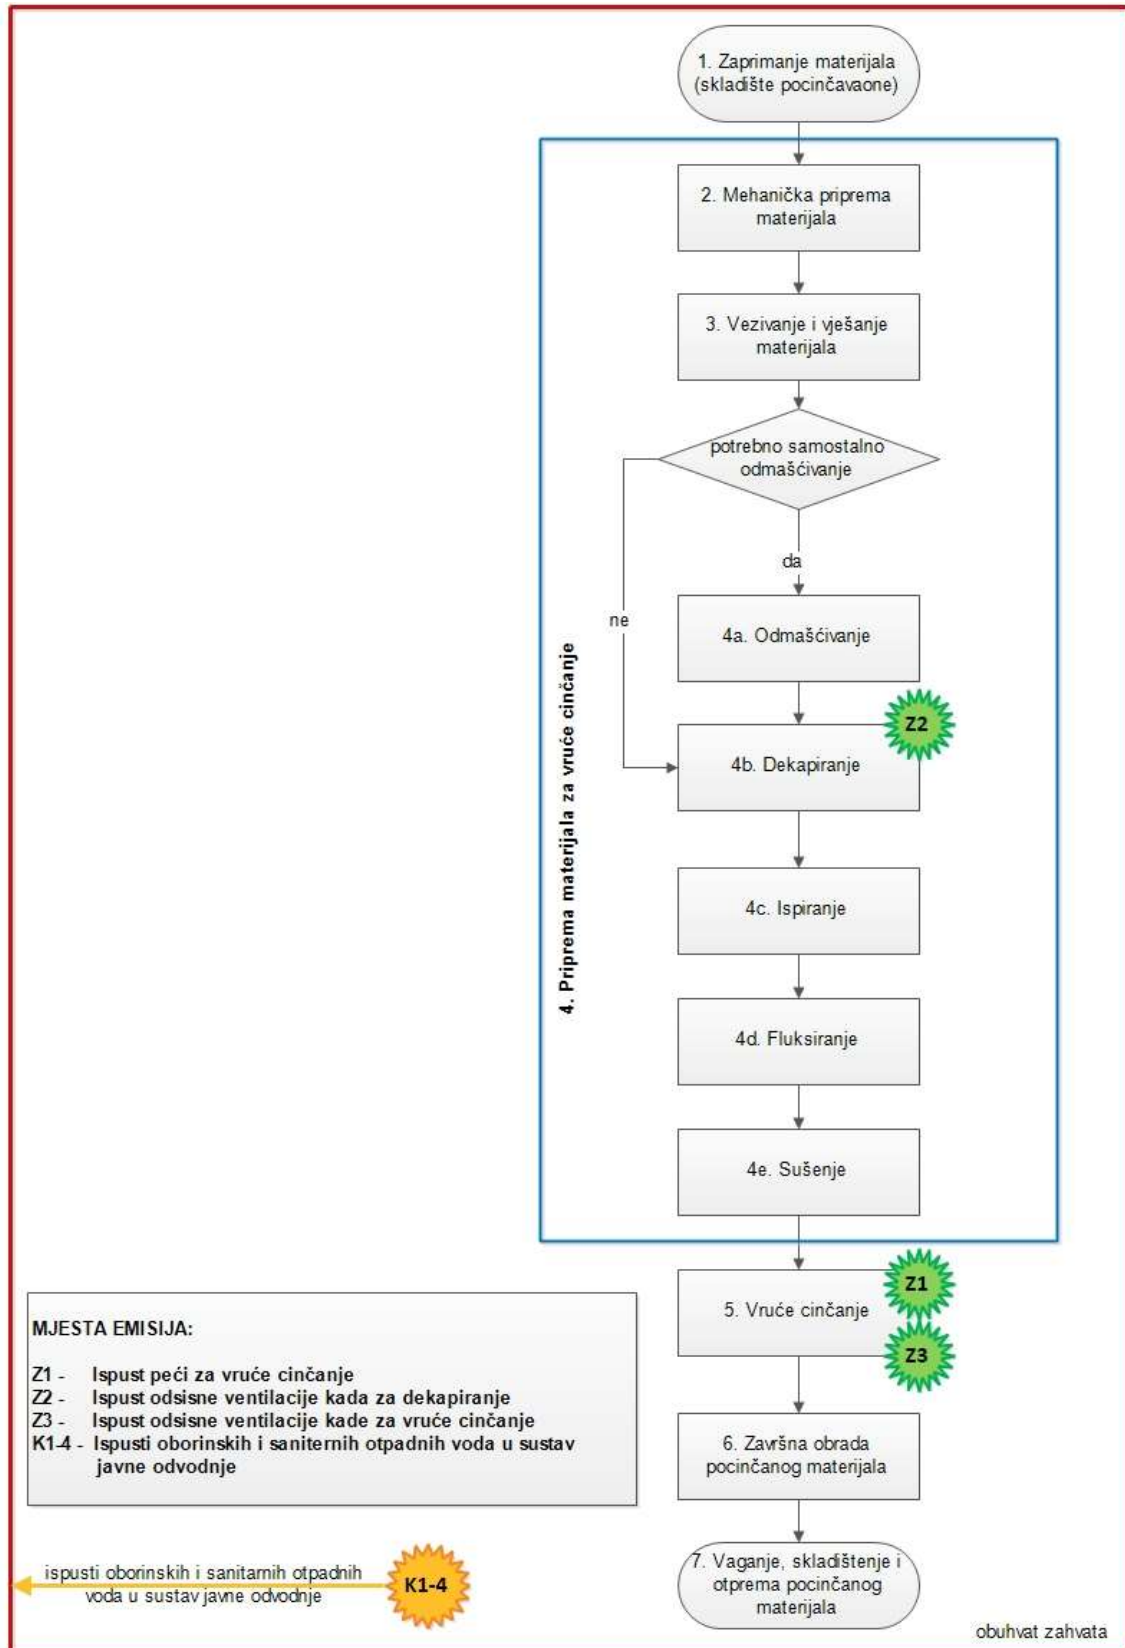 1. Zaprimanje materijala
(skladište pocinčavaone)
2. Mehanička priprema
materijala
3. Vezivanje i vješanje
materijala
potrebno samostalno
odmašćivanje
da
ne
4a. Odmašćivanje
Z2
4b. Dekapiranje
4. Priprema materijala za vruće cinčanje
4c. Ispiranje
4d. Fluksiranje
4e. Sušenje
Z1
5. Vruće cinčanje
Z3
6. Završna obrada
pocinčanog materijala
7. Vaganje, skladištenje i
otprema pocinčanog
materijala
MJESTA EMISIJA:
Z1 - Ispust peći za vruće cinčanje
Z2 - Ispust odsisne ventilacije kada za dekapiranje
Z3 - Ispust odsisne ventilacije kade za vruće cinčanje
K1-4 - Ispusti oborinskih i saniternih otpadnih voda u sustav
javne odvodnje
ispusti oborinskih i sanitarnih otpadnih
voda u sustav javne odvodnje
K1-4
obuhvat zahvata